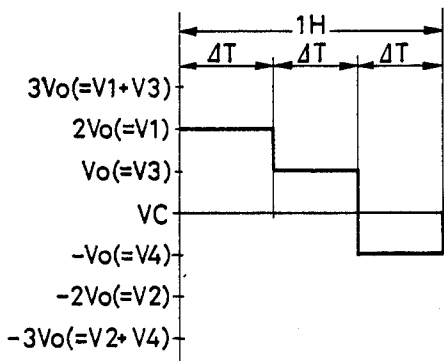 1H
ΔT ΔT ΔT
3Vo(=V1+V3)
2Vo(=V1)
Vo(=V3)
VC
-Vo(=V4)
-2Vo(=V2)
-3Vo(=V2+V4)